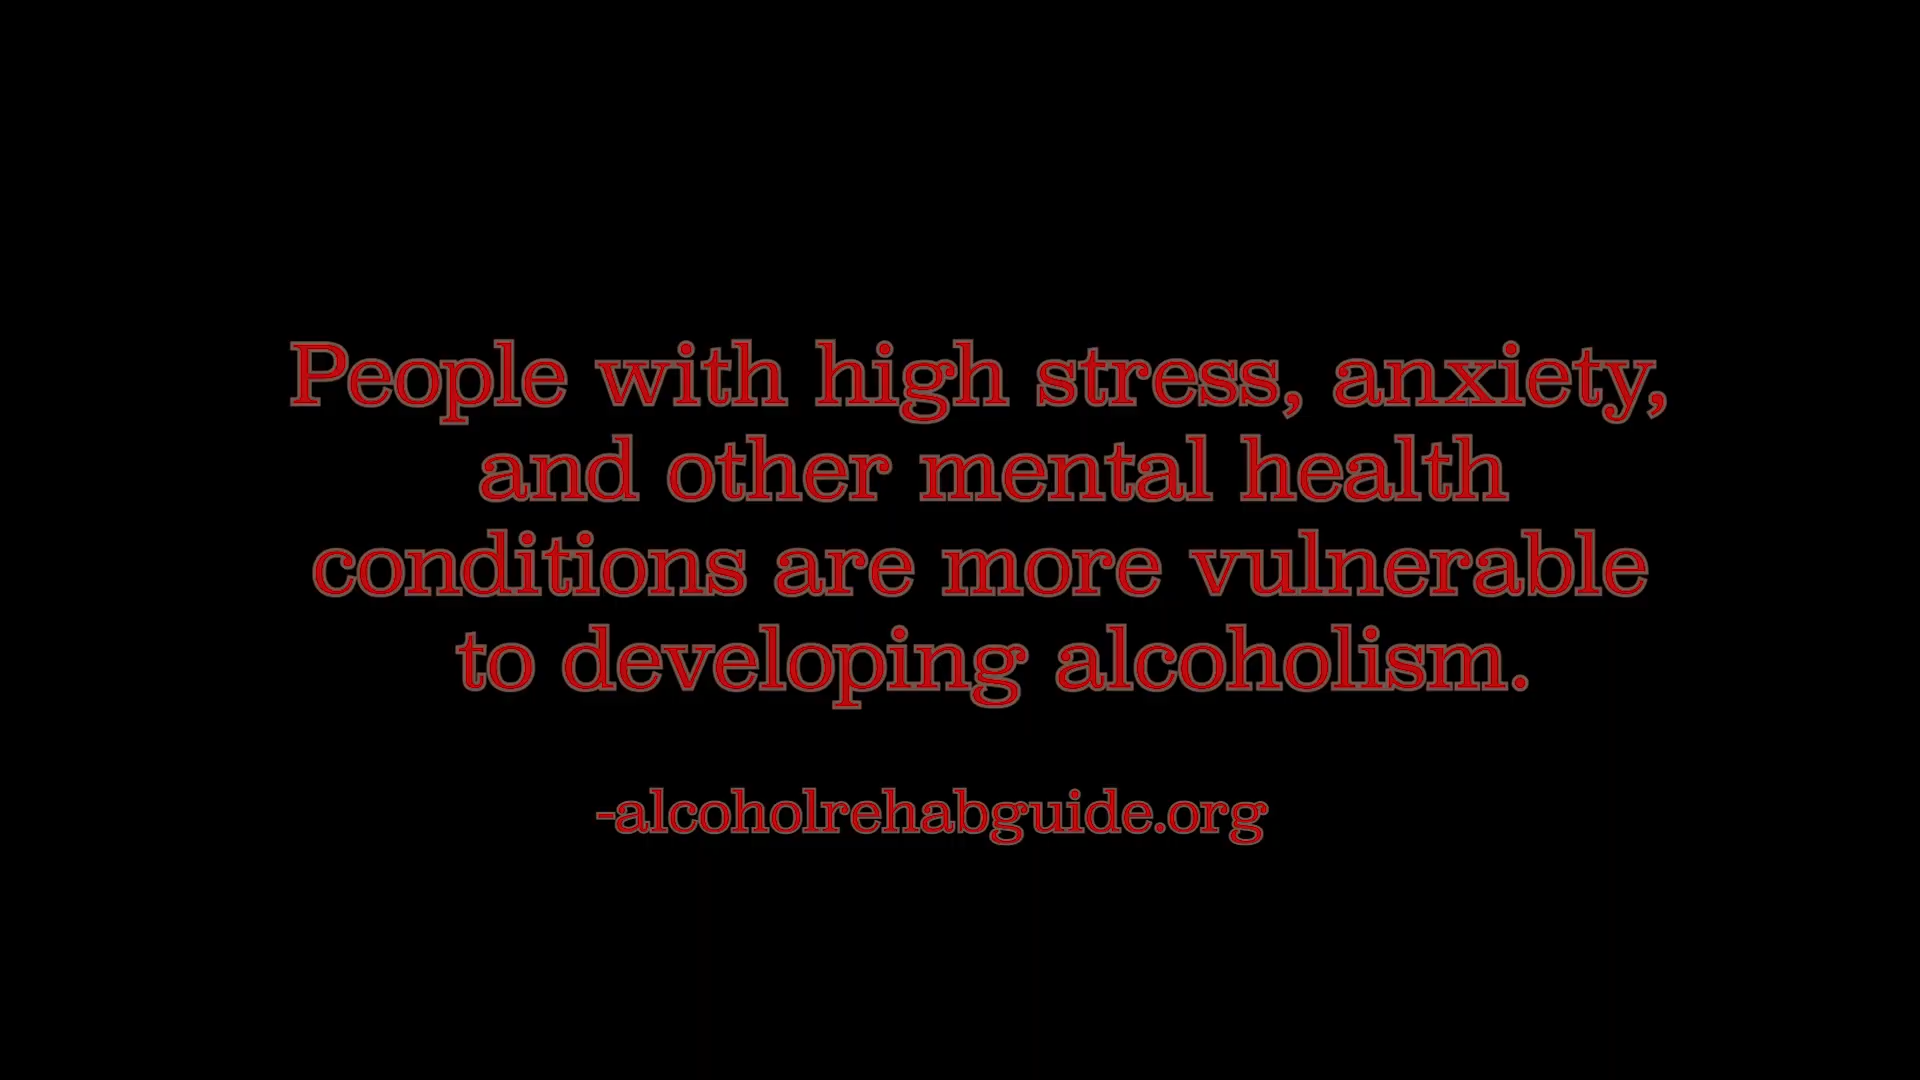 People with high stress, anxiety,
and other mental health
conditions are more vulnerable
to developing alcoholism.
-alcoholrehabguide.org